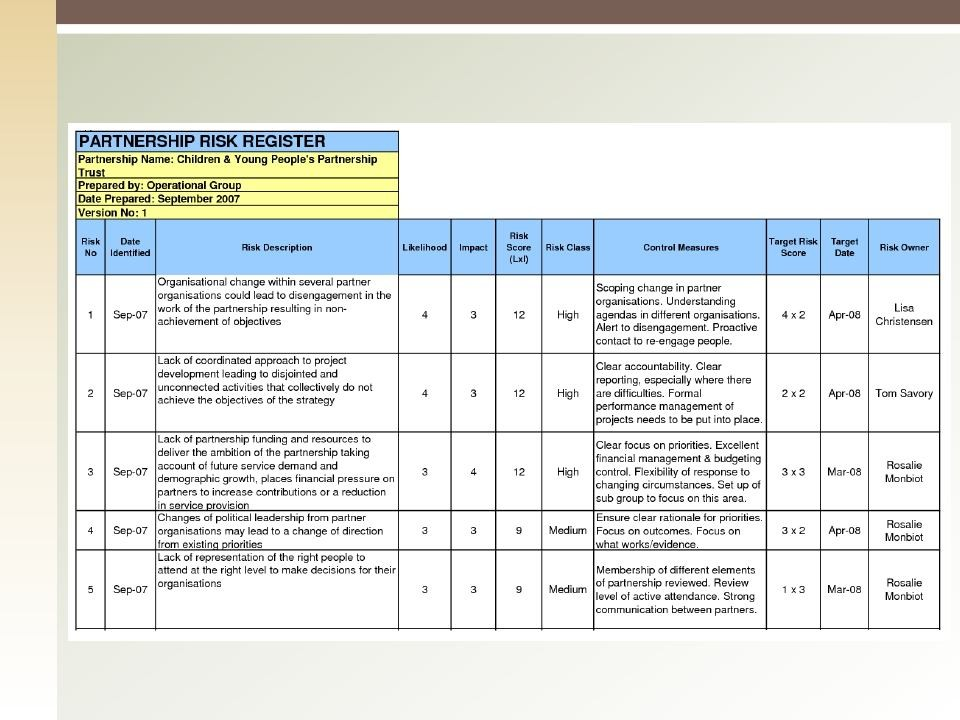 PARTNERSHIP RISK REGISTER
Partnership Name: Children & Young People's Partnership
Trust
Prepared by: Operational Group
Date Prepared: September 2007
Version No: 1
Risk No
Date Identified
Risk Description
Likelihood
Impact
Risk Score (LxI)
Risk Class
Control Measures
Target Risk Score
Target Date
Risk Owner
1
Sep-07
Organisational change within several partner
organisations could lead to disengagement in the
work of the partnership resulting in non-
achievement of objectives
4
3
12
High
Scoping change in partner
organisations. Understanding
agendas in different organisations.
Alert to disengagement. Proactive
contact to re-engage people.
4 x 2
Apr-08
Lisa
Christensen
2
Sep-07
Lack of coordinated approach to project
development leading to disjointed and
unconnected activities that collectively do not
achieve the objectives of the strategy
4
3
12
High
Clear accountability. Clear
reporting, especially where there
are difficulties. Formal
performance management of
projects needs to be put into place.
2 x 2
Apr-08
Tom Savory
3
Sep-07
Lack of partnership funding and resources to
deliver the ambition of the partnership taking
account of future service demand and
demographic growth, places financial pressure on
partners to increase contributions or a reduction
in service provision
3
4
12
High
Clear focus on priorities. Excellent
financial management & budgeting
control. Flexibility of response to
changing circumstances. Set up of
sub group to focus on this area.
3 x 3
Mar-08
Rosalie
Monbiot
4
Sep-07
Changes of political leadership from partner
organisations may lead to a change of direction
from existing priorities
3
3
9
Medium
Ensure clear rationale for priorities.
Focus on outcomes. Focus on
what works/evidence.
3 x 2
Apr-08
Rosalie
Monbiot
5
Sep-07
Lack of representation of the right people to
attend at the right level to make decisions for their
organisations
3
3
9
Medium
Membership of different elements
of partnership reviewed. Review
level of active attendance. Strong
communication between partners.
1 x 3
Mar-08
Rosalie
Monbiot